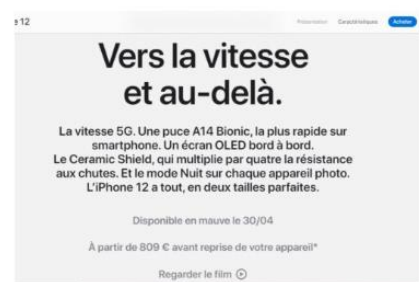 12
Présentation Caractéristiques Acheter
Vers la vitesse
et au-delà.
La vitesse 5G. Une puce A14 Bionic, la plus rapide sur
smartphone. Un écran OLED bord à bord.
Le Ceramic Shield, qui multiplie par quatre la résistance
aux chutes. Et le mode Nuit sur chaque appareil photo.
L'iPhone 12 a tout, en deux tailles parfaites.
Disponible en mauve le 30/04
À partir de 809 € avant reprise de votre appareil*
Regarder le film